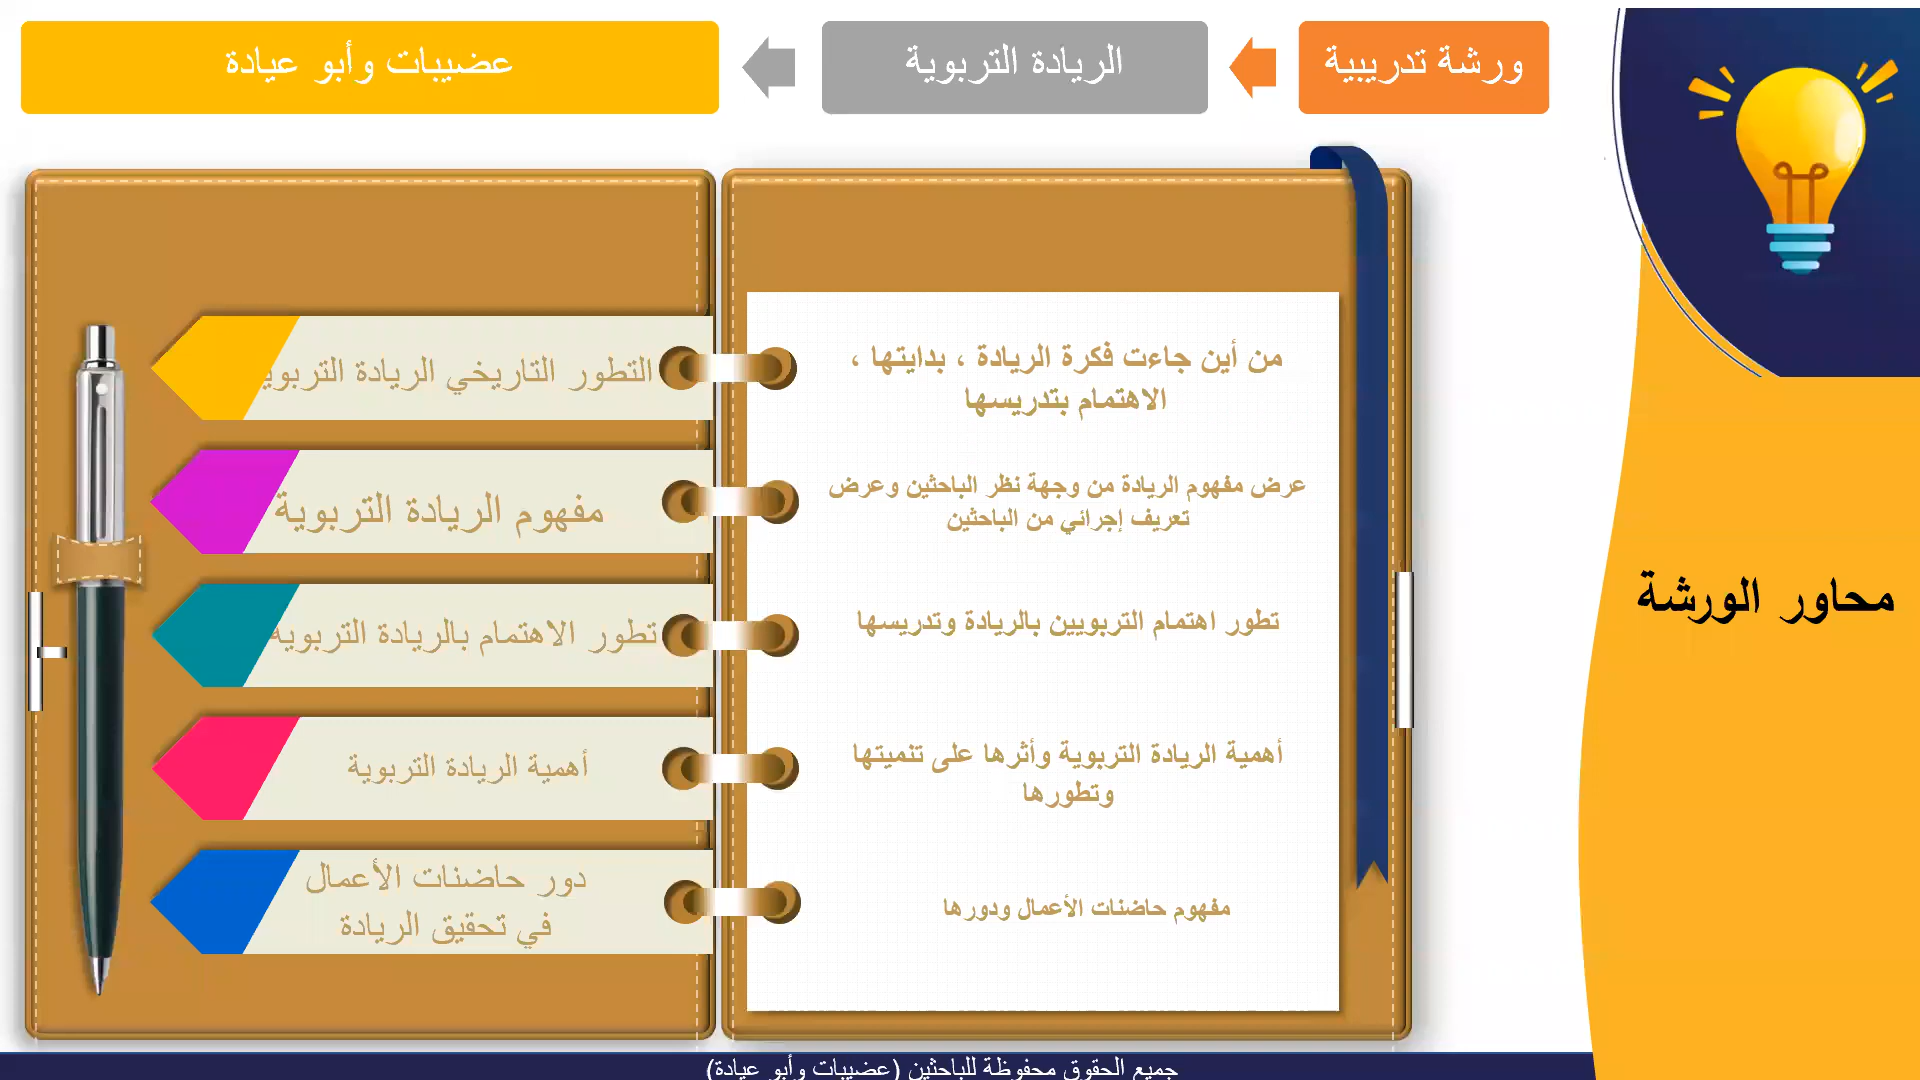 ورشة تدريبية
الريادة التربوية
عضيبات وأبو عيادة
محاور الورشة
من أين جاءت فكرة الريادة ، بدايتها ،
الاهتمام بتدريسها
التطور التاريخي الريادة التربوي
عرض مفهوم الريادة من وجهة نظر الباحثين وعرض
تعريف إجرائي من الباحثين
مفهوم الريادة التربوية
تطور اهتمام التربويين بالريادة وتدريسها
تطور الاهتمام بالريادة التربوية
أهمية الريادة التربوية وأثرها على تنميتها
وتطورها
أهمية الريادة التربوية
مفهوم حاضنات الأعمال ودورها
دور حاضنات الأعمال
في تحقيق الريادة
جميع الحقوق محفوظة للباحثين (عضيبات وأبو عيادة)